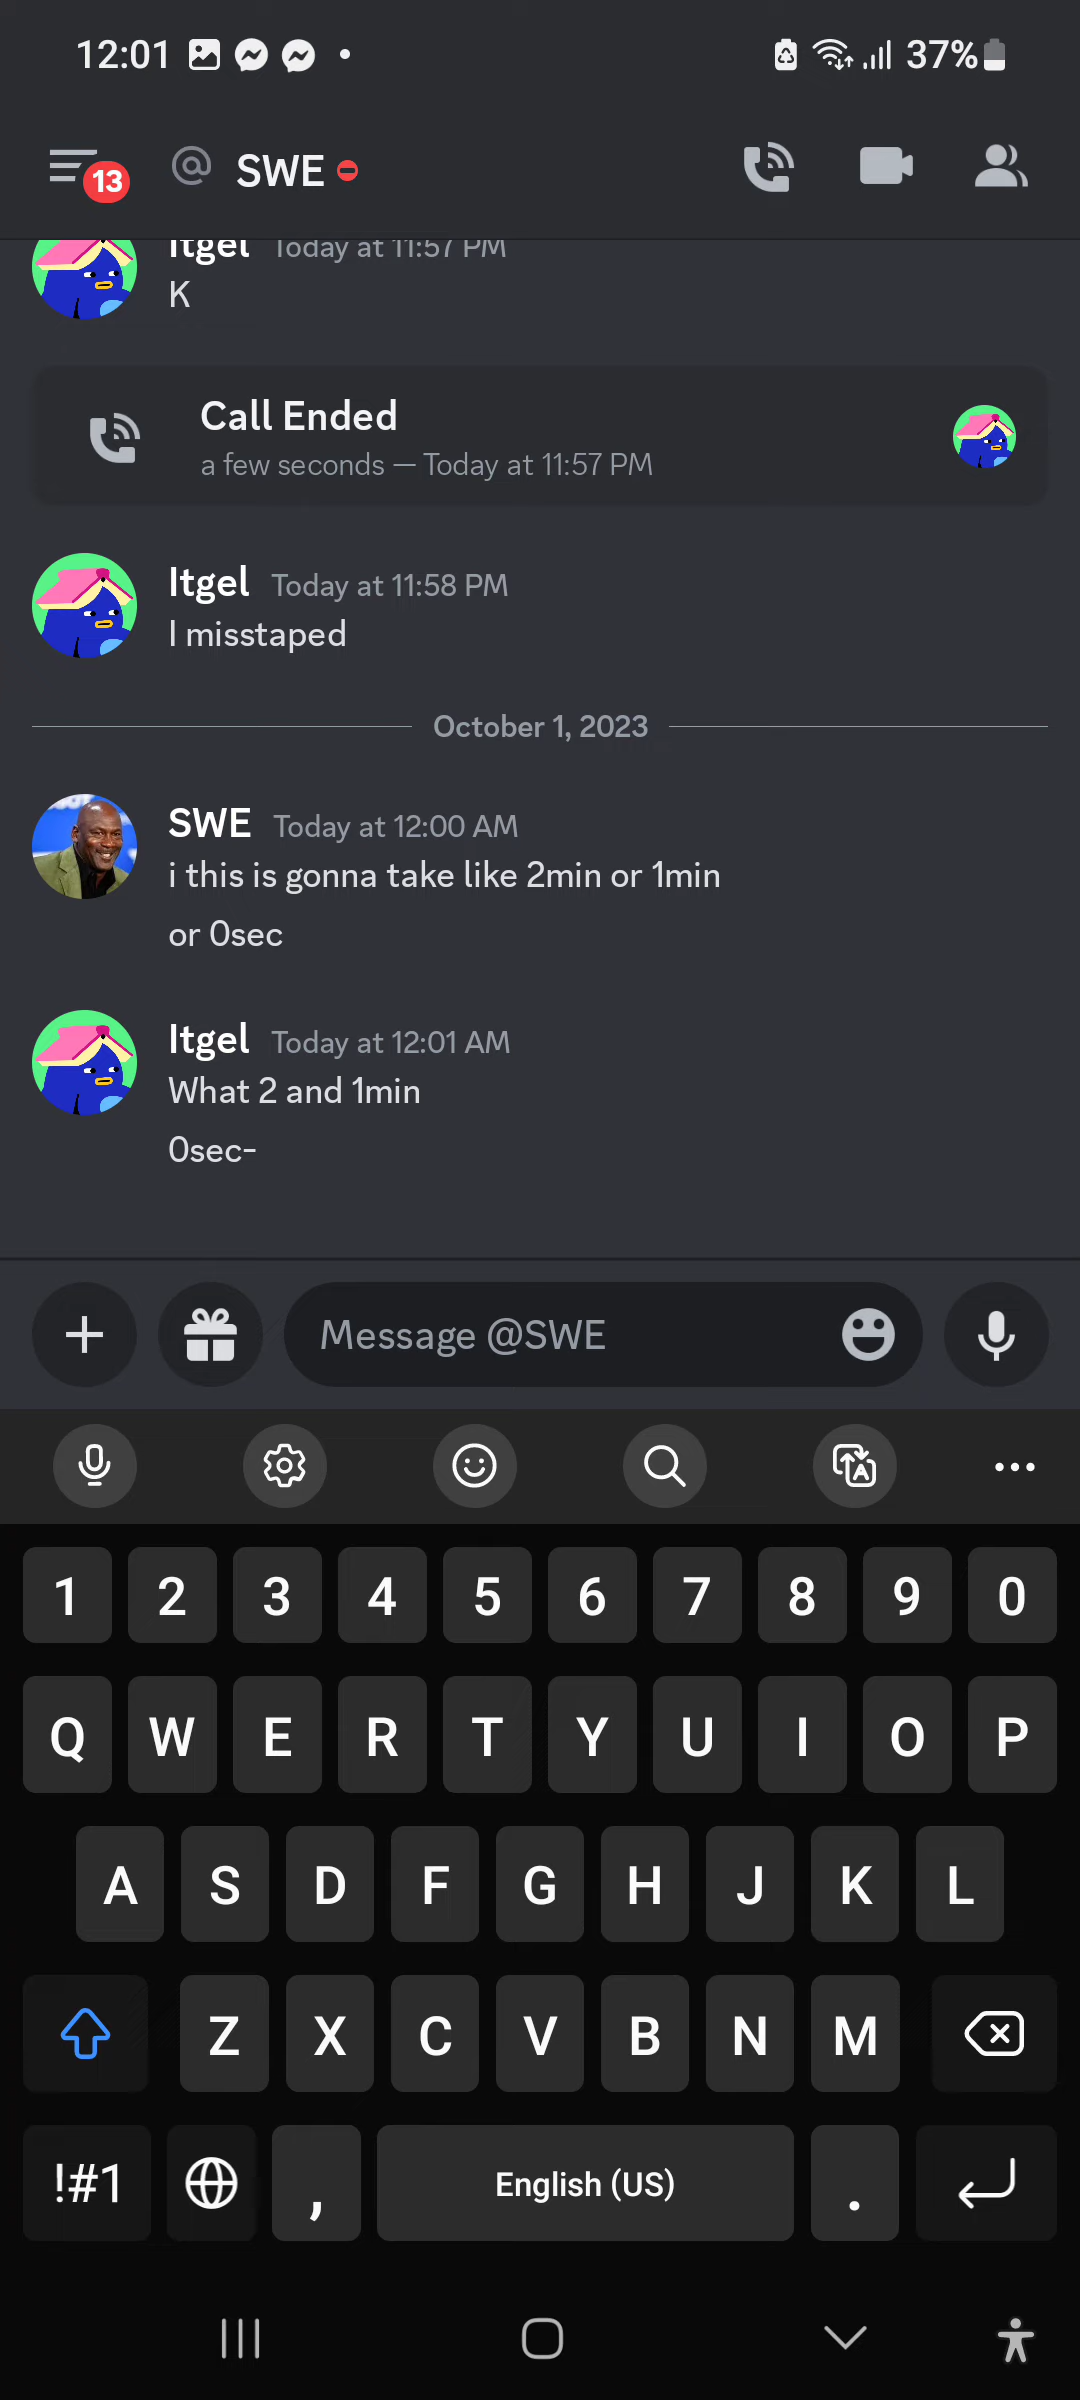 12:01
37%
13
SWE
Itgel Today at 11:57 PM
K
Call Ended
a few seconds — Today at 11:57 PM
Itgel Today at 11:58 PM
I misstaped
October 1, 2023
SWE Today at 12:00 AM
i this is gonna take like 2min or 1min
or 0sec
Itgel Today at 12:01 AM
What 2 and 1min
0sec-
Message @SWE
1 2 3 4 5 6 7 8 9 0
Q W E R T Y U I O P
A S D F G H J K L
Z X C V B N M
!#1 , English (US) .